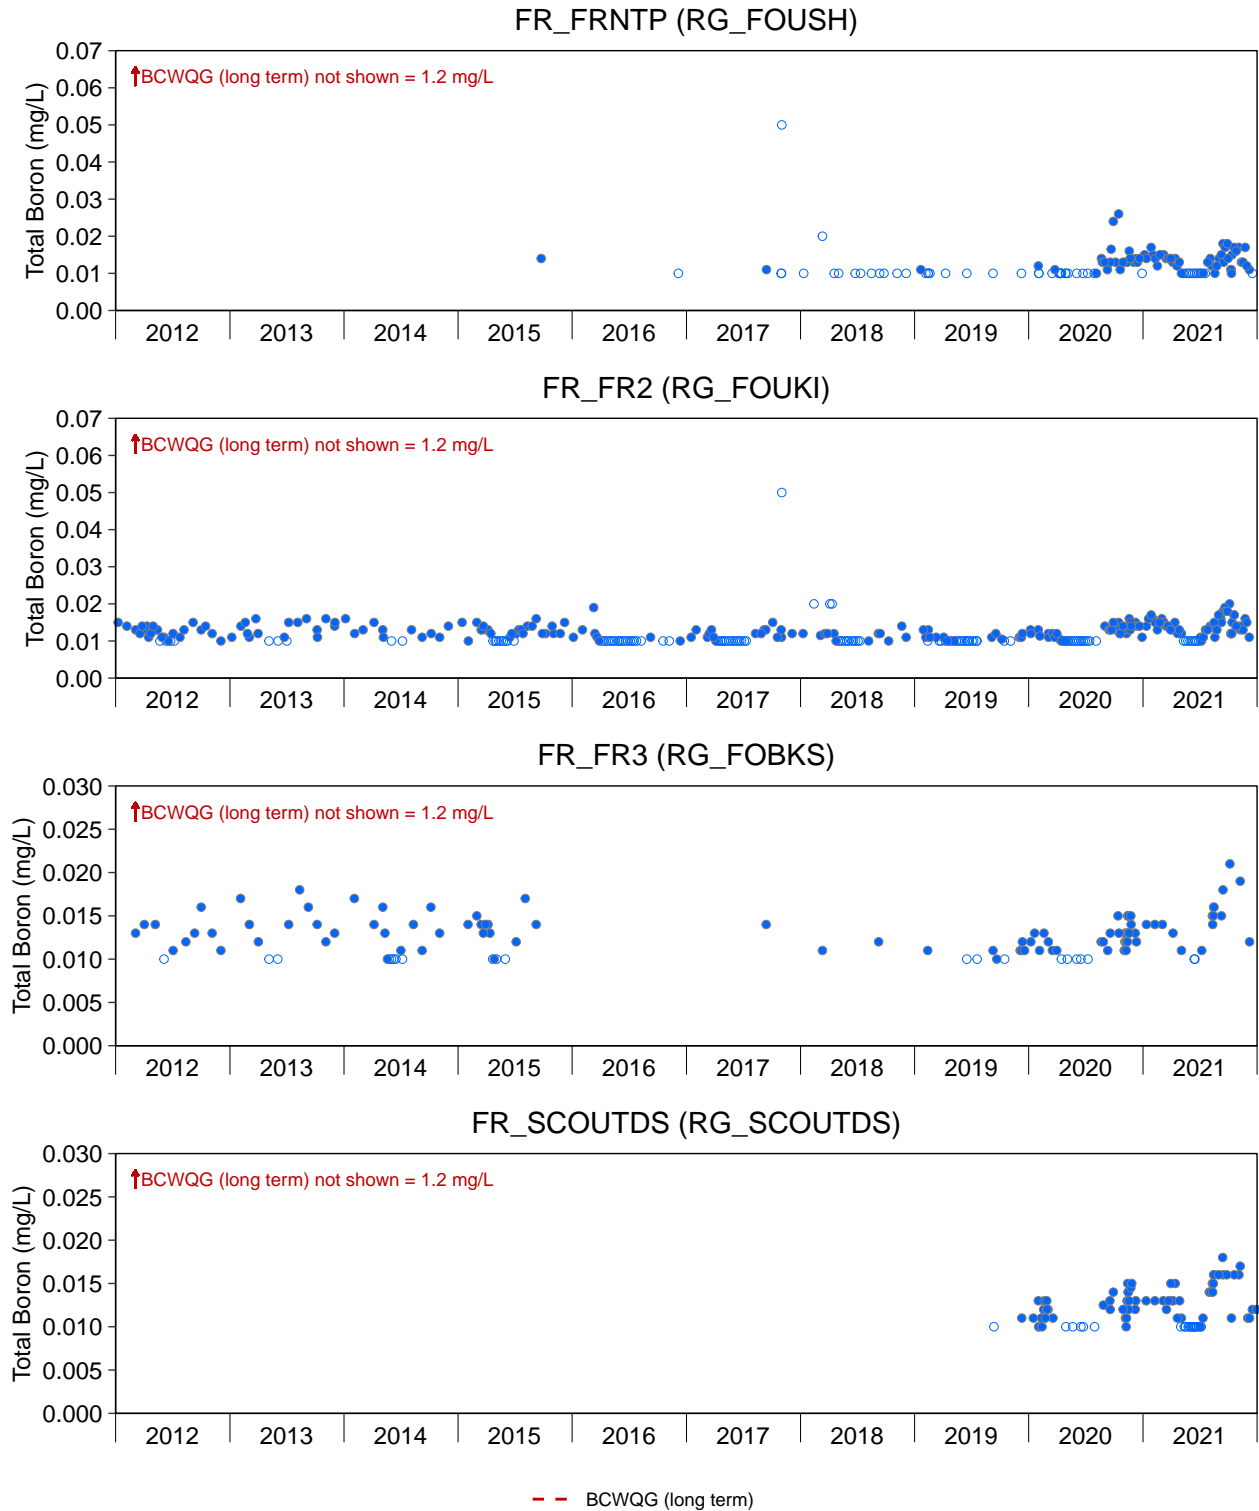 FR_FRNTP (RG_FOUSH)
Total Boron (mg/L)
0.07
0.06
0.05
0.04
0.03
0.02
0.01
0.00
BCWQG (long term) not shown = 1.2 mg/L
2012 2013 2014 2015 2016 2017 2018 2019 2020 2021
FR_FR2 (RG_FOUKI)
Total Boron (mg/L)
0.07
0.06
0.05
0.04
0.03
0.02
0.01
0.00
BCWQG (long term) not shown = 1.2 mg/L
2012 2013 2014 2015 2016 2017 2018 2019 2020 2021
FR_FR3 (RG_FOBKS)
Total Boron (mg/L)
0.030
0.025
0.020
0.015
0.010
0.005
0.000
BCWQG (long term) not shown = 1.2 mg/L
2012 2013 2014 2015 2016 2017 2018 2019 2020 2021
FR_SCOUTDS (RG_SCOUTDS)
Total Boron (mg/L)
0.030
0.025
0.020
0.015
0.010
0.005
0.000
BCWQG (long term) not shown = 1.2 mg/L
2012 2013 2014 2015 2016 2017 2018 2019 2020 2021
BCWQG (long term)